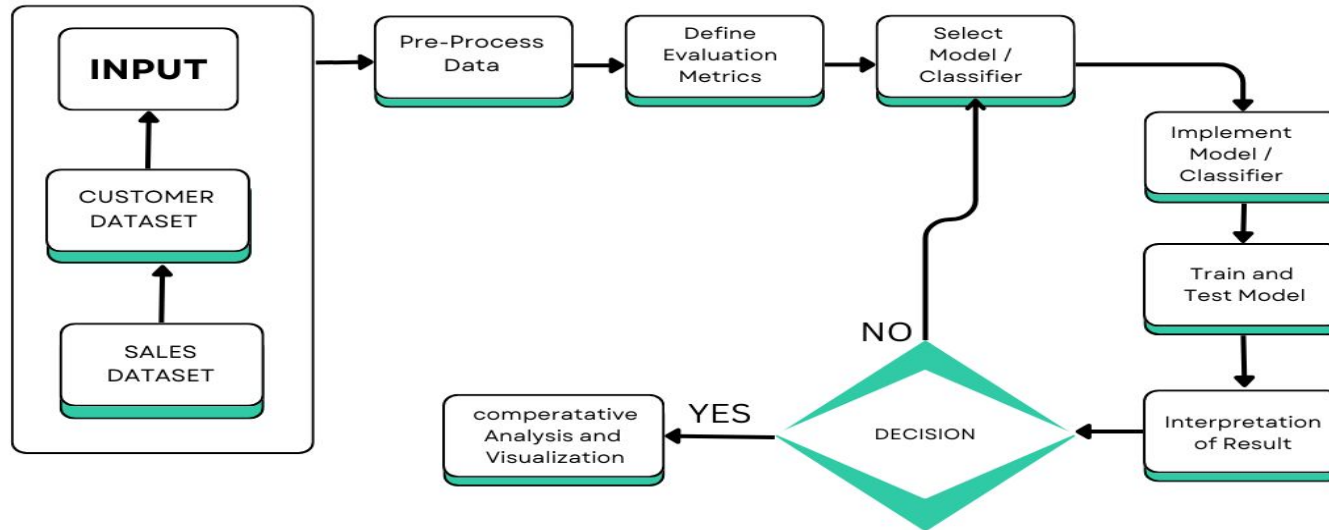 INPUT
CUSTOMER
DATASET
SALES
DATASET
Pre-Process
Data
Define
Evaluation
Metrics
Select
Model /
Classifier
Implement
Model /
Classifier
Train and
Test Model
Interpretation
of Result
DECISION
NO
YES
comperatative
Analysis and
Visualization